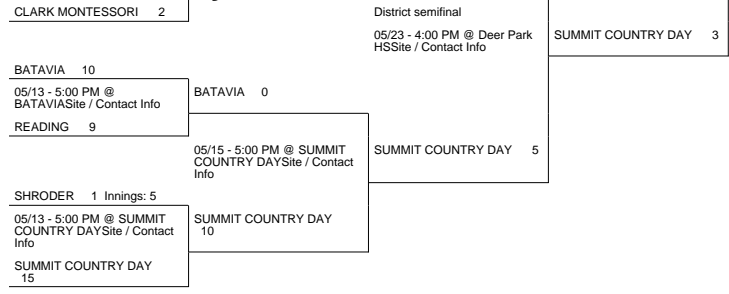 CLARK MONTESSORI 2
District semifinal
05/23 - 4:00 PM @ Deer Park
HSSite / Contact Info
SUMMIT COUNTRY DAY 3
BATAVIA 10
05/13 - 5:00 PM @
BATAVIASite / Contact Info
BATAVIA 0
READING 9
05/15 - 5:00 PM @ SUMMIT
COUNTRY DAYSite / Contact
Info
SUMMIT COUNTRY DAY 5
SHRODER 1 Innings: 5
05/13 - 5:00 PM @ SUMMIT
COUNTRY DAYSite / Contact
Info
SUMMIT COUNTRY DAY
10
SUMMIT COUNTRY DAY
15